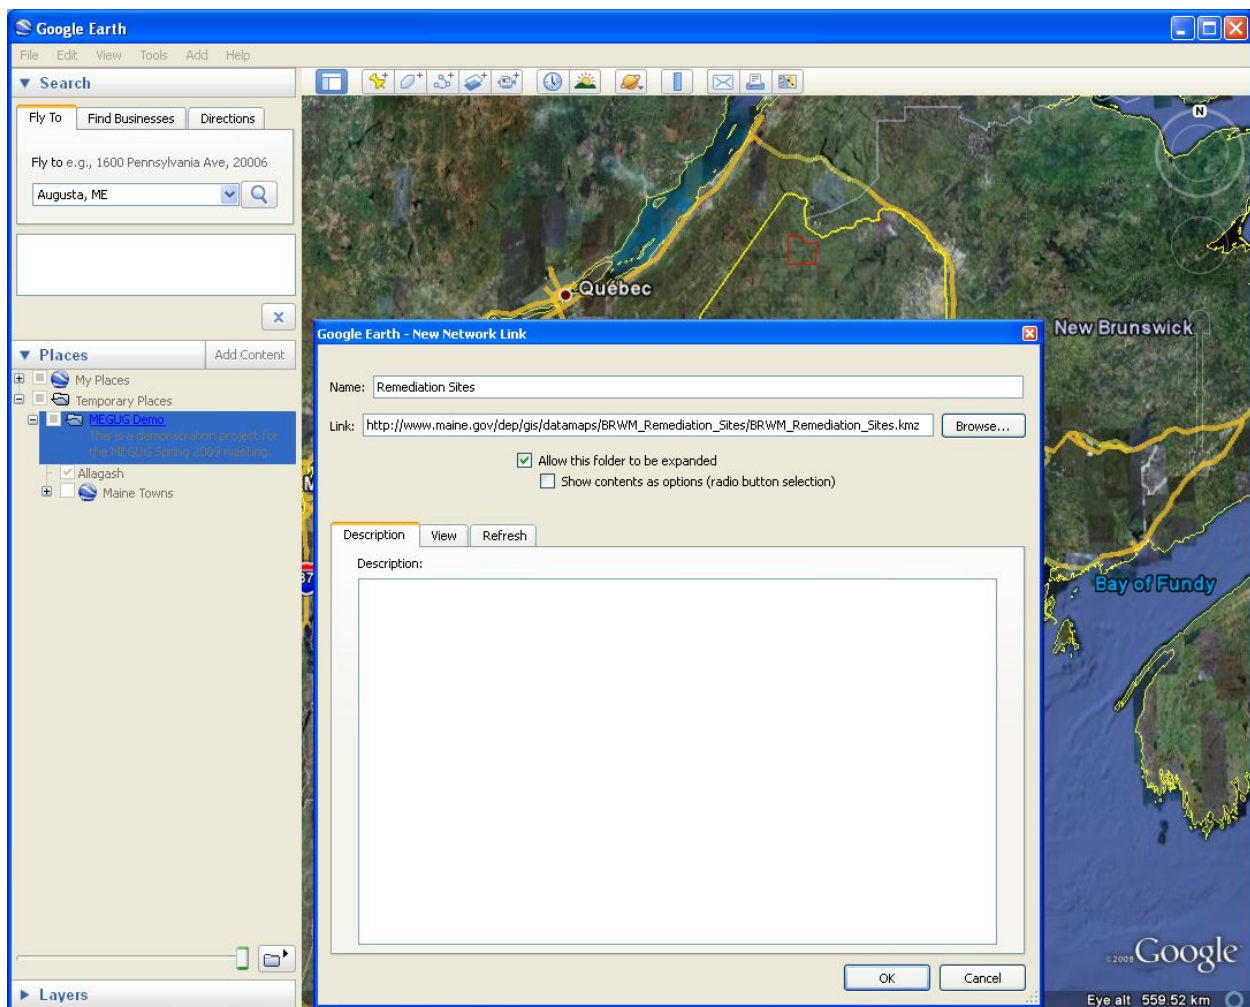 Google Earth
File Edit View Tools Add Help
Search
Fly To Find Businesses Directions
Fly to e.g., 1600 Pennsylvania Ave, 20006
Augusta, ME
Places Add Content
My Places
Temporary Places
MEGUG Demo
This is a demonstration project for
the MEGUG Spring 2009 meeting.
Allagash
Maine Towns
Layers
N
Québec
New Brunswick
Google Earth - New Network Link
Name: Remediation Sites
Link: http://www.maine.gov/dep/gis/datamaps/BRWM_Remediation_Sites/BRWM_Remediation_Sites.kmz Browse...
Allow this folder to be expanded
Show contents as options (radio button selection)
Description View Refresh
Description:
OK Cancel
Bay of Fundy
©2009 Google
Eye alt 559.52 km